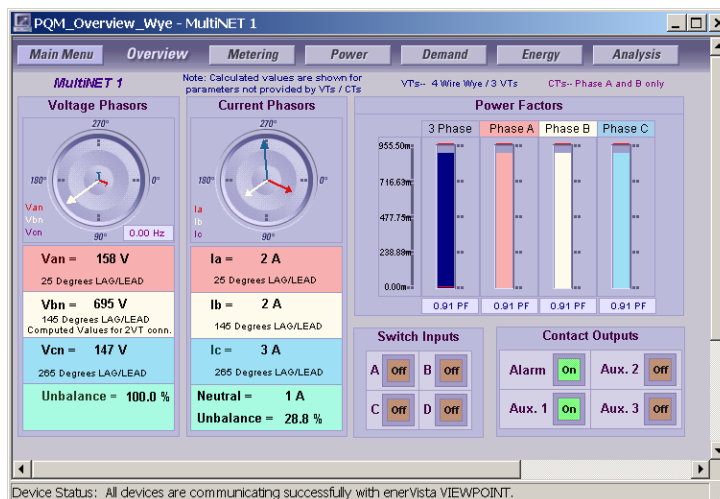 PQM_Overview_Wye - MultiNET 1
Main Menu Overview Metering Power Demand Energy Analysis
MultiNET 1
Note: Calculated values are shown for
parameters not provided by VTs / CTs
VT's-- 4 Wire Wye / 3 VTs
CT's-- Phase A and B only
Voltage Phasors
270°
180°
0°
90°
Van
Vbn
Vcn
0.00 Hz
Van = 158 V
25 Degrees LAG/LEAD
Vbn = 695 V
145 Degrees LAG/LEAD
Computed Values for 2VT conn.
Vcn = 147 V
265 Degrees LAG/LEAD
Unbalance = 100.0 %
Current Phasors
270°
180°
0°
90°
Ia
Ib
Ic
Ia = 2 A
25 Degrees LAG/LEAD
Ib = 2 A
145 Degrees LAG/LEAD
Ic = 3 A
265 Degrees LAG/LEAD
Neutral = 1 A
Unbalance = 28.8 %
Power Factors
3 Phase Phase A Phase B Phase C
955.50m
716.63m
477.75m
238.88m
0.00m
0.91 PF 0.91 PF 0.91 PF 0.91 PF
Switch Inputs
A Off B Off
C Off D Off
Contact Outputs
Alarm On Aux. 2 Off
Aux. 1 On Aux. 3 Off
Device Status: All devices are communicating successfully with enerVista VIEWPOINT.